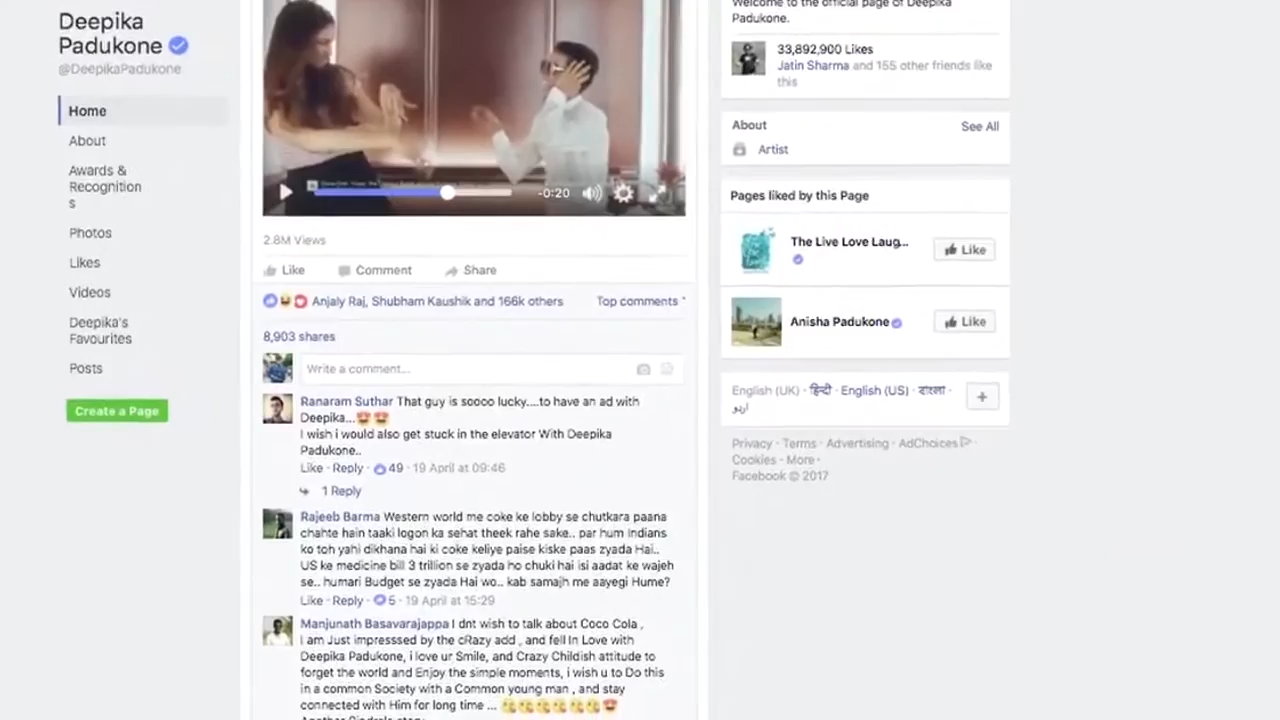 Deepika
Padukone
@DeepikaPadukone
Home
About
Awards &
Recognition
s
Photos
Likes
Videos
Deepika's
Favourites
Posts
Create a Page
-0:20
2.8M Views
Like Comment Share
Anjaly Raj, Shubham Kaushik and 166k others Top comments
8,903 shares
Write a comment...
Ranaram Suthar That guy is soooo lucky....to have an ad with
Deepika...😍😍
I wish i would also get stuck in the elevator With Deepika
Padukone..
Like · Reply · 49 · 19 April at 09:46
1 Reply
Rajeeb Barma Western world me coke ke lobby se chutkara paana
chahte hain taaki logon ka sehat theek rahe sake.. par hum Indians
ko toh yahi dikhana hai ki coke keliye paise kiske paas zyada Hai..
US ke medicine bill 3 trillion se zyada ho chuki hai isi aadat ke wajeh
se.. humari Budget se zyada Hai wo.. kab samajh me aayegi Hume?
Like · Reply · 5 · 19 April at 15:29
Manjunath Basavarajappa I dnt wish to talk about Coco Cola ,
I am Just impresssed by the cRazy add , and fell In Love with
Deepika Padukone, i love ur Smile, and Crazy Childish attitude to
forget the world and Enjoy the simple moments, i wish u to Do this
in a common Society with a Common young man , and stay
connected with Him for long time ... 😘😘😘😘😘😘😍
Welcome to the official page of Deepika
Padukone.
33,892,900 Likes
Jatin Sharma and 155 other friends like
this
About See All
Artist
Pages liked by this Page
The Live Love Laug...
Like
Anisha Padukone
Like
English (UK) · हिन्दी · English (US) · বাংলা ·
اردو
Privacy · Terms · Advertising · AdChoices ·
Cookies · More ·
Facebook © 2017